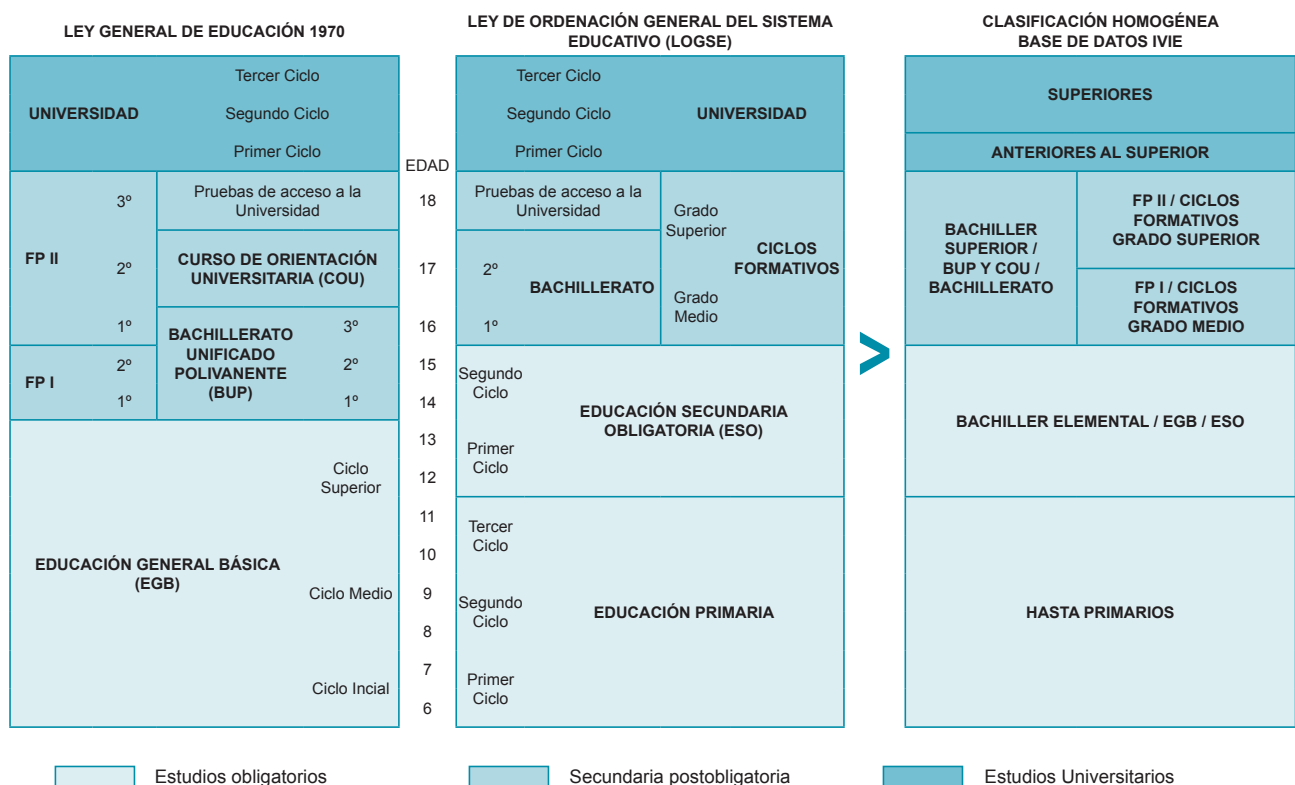 LEY GENERAL DE EDUCACIÓN 1970
UNIVERSIDAD
Tercer Ciclo
Segundo Ciclo
Primer Ciclo
FP II
3º
2º
1º
Pruebas de acceso a la
Universidad
CURSO DE ORIENTACIÓN
UNIVERSITARIA (COU)
FP I
2º
1º
BACHILLERATO
UNIFICADO
POLIVANENTE
(BUP)
3º
2º
1º
EDUCACIÓN GENERAL BÁSICA
(EGB)
Ciclo
Superior
Ciclo Medio
Ciclo Incial
EDAD
18
17
16
15
14
13
12
11
10
9
8
7
6
LEY DE ORDENACIÓN GENERAL DEL SISTEMA
EDUCATIVO (LOGSE)
Tercer Ciclo
Segundo Ciclo
Primer Ciclo
UNIVERSIDAD
Pruebas de acceso a la
Universidad
2º
1º
BACHILLERATO
Grado
Superior
Grado
Medio
CICLOS
FORMATIVOS
Segundo
Ciclo
Primer
Ciclo
EDUCACIÓN SECUNDARIA
OBLIGATORIA (ESO)
Tercer
Ciclo
Segundo
Ciclo
Primer
Ciclo
EDUCACIÓN PRIMARIA
>
CLASIFICACIÓN HOMOGÉNEA
BASE DE DATOS IVIE
SUPERIORES
ANTERIORES AL SUPERIOR
BACHILLER
SUPERIOR /
BUP Y COU /
BACHILLERATO
FP II / CICLOS
FORMATIVOS
GRADO SUPERIOR
FP I / CICLOS
FORMATIVOS
GRADO MEDIO
BACHILLER ELEMENTAL / EGB / ESO
HASTA PRIMARIOS
Estudios obligatorios
Secundaria postobligatoria
Estudios Universitarios